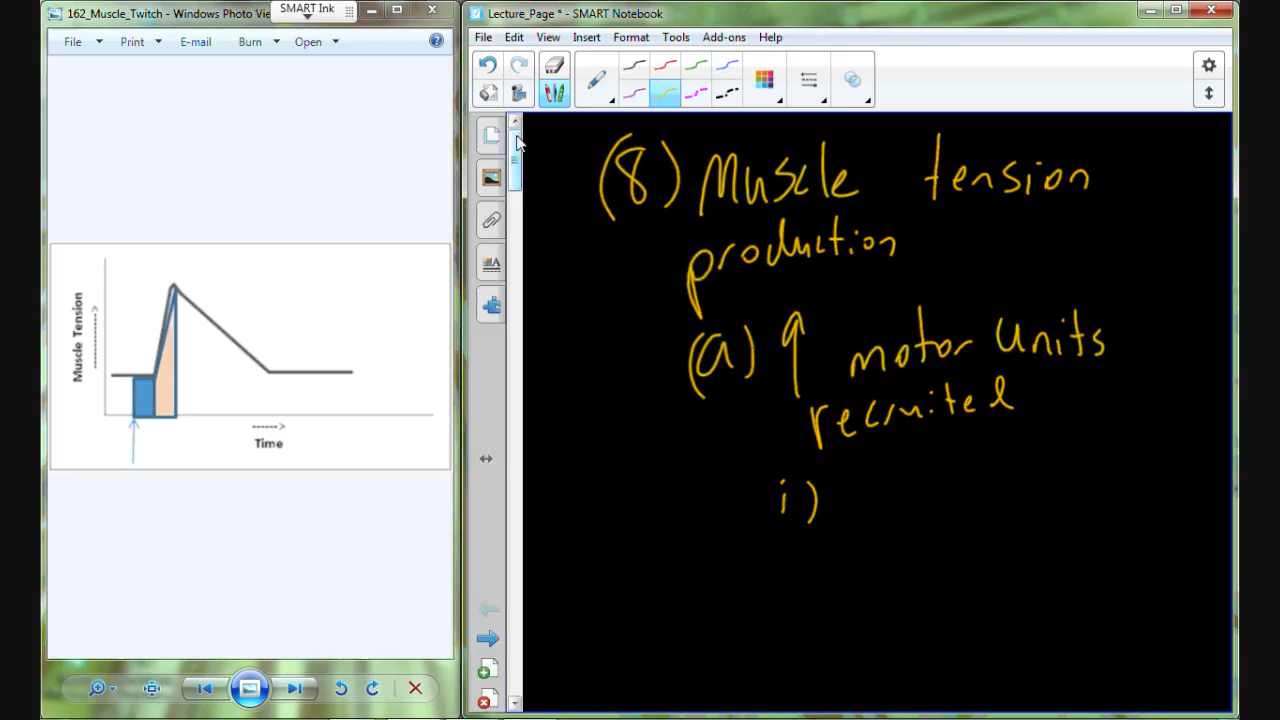 162_Muscle_Twitch - Windows Photo Vie
SMART Ink
File Print E-mail Burn Open
Muscle Tension ---->
---->
Time
Lecture_Page * - SMART Notebook
File Edit View Insert Format Tools Add-ons Help
(8) Muscle tension
production
(a) ↑ motor units
recruited
i)